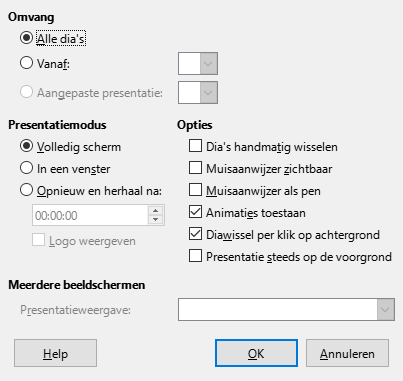 Omvang
Alle dia's
Vanaf:
Aangepaste presentatie:
Presentatiemodus
Volledig scherm
In een venster
Opnieuw en herhaal na:
00:00:00
Logo weergeven
Opties
Dia's handmatig wisselen
Muisaanwijzer zichtbaar
Muisaanwijzer als pen
Animaties toestaan
Diawissel per klik op achtergrond
Presentatie steeds op de voorgrond
Meerdere beeldschermen
Presentatieweergave:
Help
OK
Annuleren